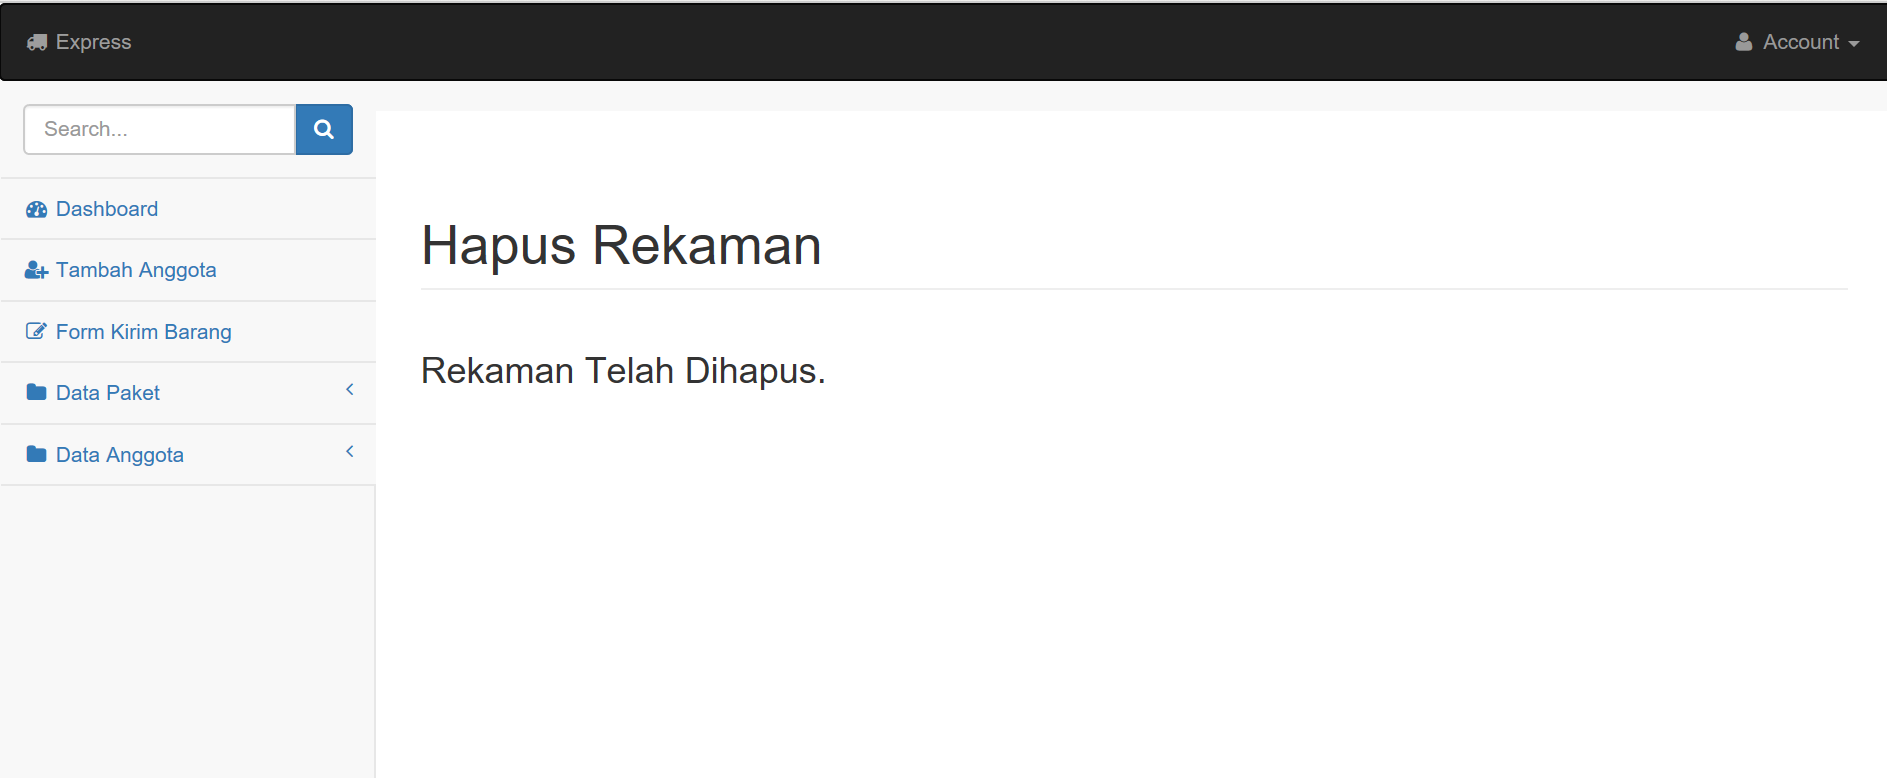 Express
Account
Search...
Dashboard
Tambah Anggota
Form Kirim Barang
Data Paket
Data Anggota
Hapus Rekaman
Rekaman Telah Dihapus.